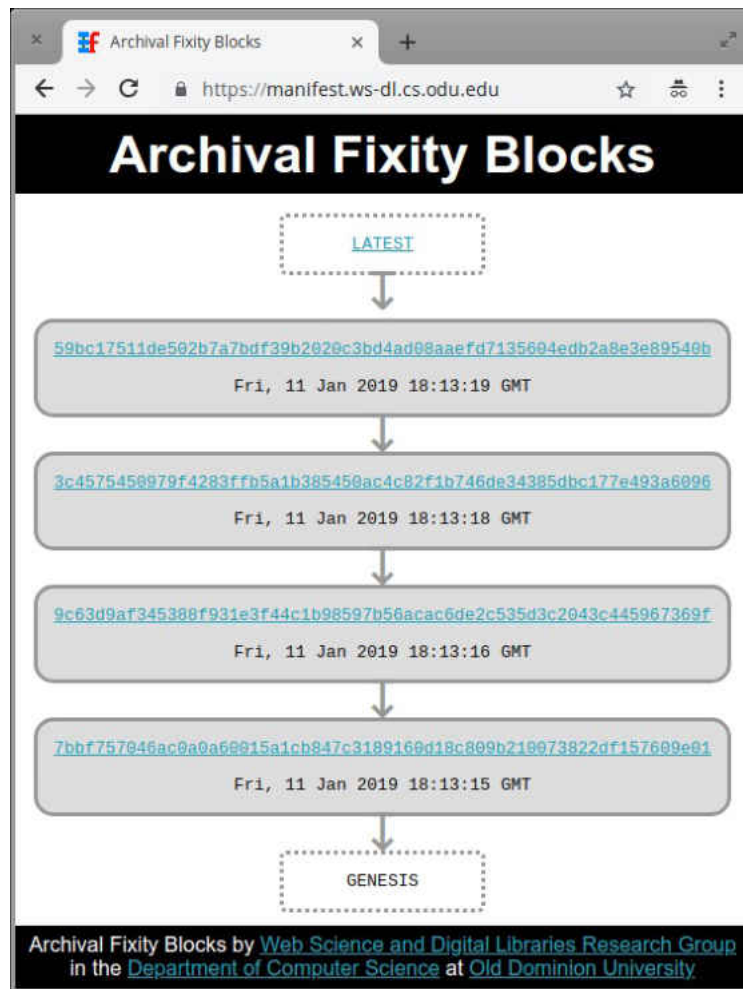 Archival Fixity Blocks
https://manifest.ws-dl.cs.odu.edu
Archival Fixity Blocks
LATEST
59bc17511de502b7a7bdf39b2020c3bd4ad08aaefd7135604edb2a8e3e89540b
Fri, 11 Jan 2019 18:13:19 GMT
3c4575450979f4283ffb5a1b385450ac4c82f1b746de34385dbc177e493a6096
Fri, 11 Jan 2019 18:13:18 GMT
9c63d9af345388f931e3f44c1b98597b56acac6de2c535d3c2043c445967369f
Fri, 11 Jan 2019 18:13:16 GMT
7bbf757046ac0a0a60015a1cb847c3189160d18c809b210073822df157609e01
Fri, 11 Jan 2019 18:13:15 GMT
GENESIS
Archival Fixity Blocks by Web Science and Digital Libraries Research Group
in the Department of Computer Science at Old Dominion University